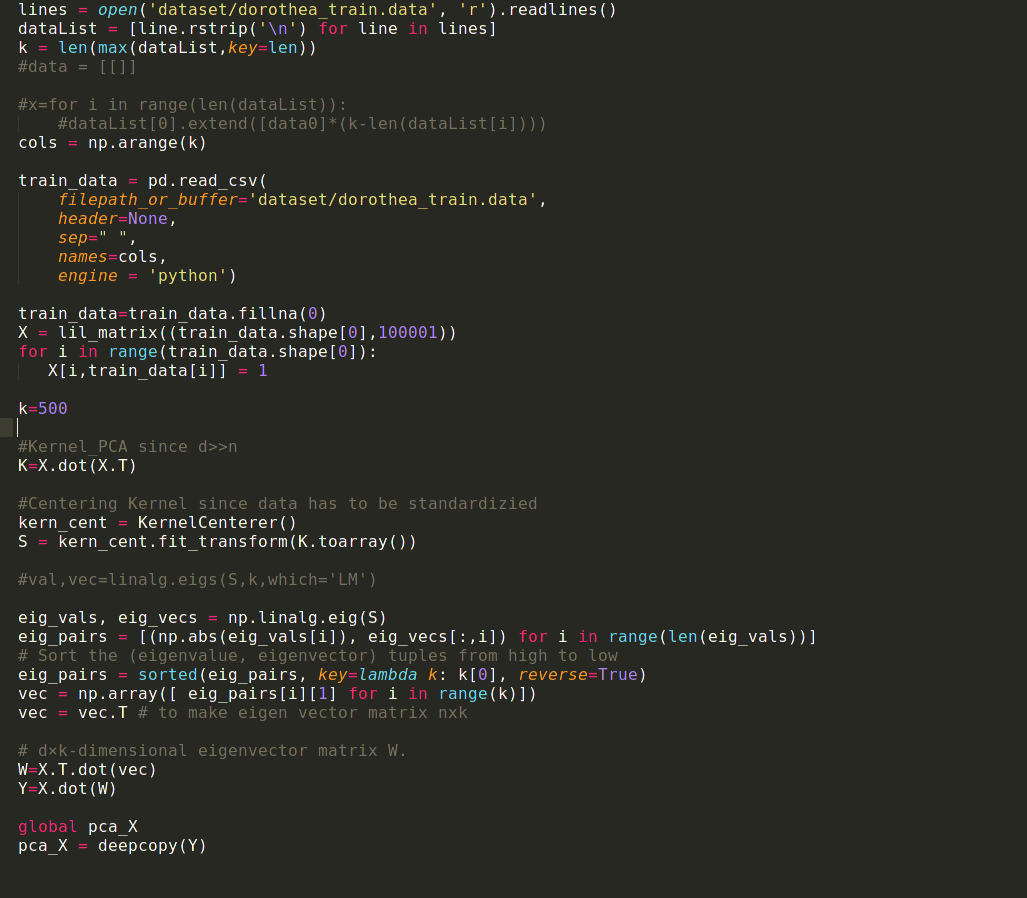 lines = open('dataset/dorothea_train.data', 'r').readlines()
dataList = [line.rstrip('\n') for line in lines]
k = len(max(dataList,key=len))
#data = [[]]
#x=for i in range(len(dataList)):
    #dataList[0].extend([data0]*(k-len(dataList[i])))
cols = np.arange(k)
train_data = pd.read_csv(
    filepath_or_buffer='dataset/dorothea_train.data',
    header=None,
    sep=" ",
    names=cols,
    engine = 'python')
train_data=train_data.fillna(0)
X = lil_matrix((train_data.shape[0],100001))
for i in range(train_data.shape[0]):
   X[i,train_data[i]] = 1
k=500
#Kernel_PCA since d>>n
K=X.dot(X.T)
#Centering Kernel since data has to be standardizied
kern_cent = KernelCenterer()
S = kern_cent.fit_transform(K.toarray())
#val,vec=linalg.eigs(S,k,which='LM')
eig_vals, eig_vecs = np.linalg.eig(S)
eig_pairs = [(np.abs(eig_vals[i]), eig_vecs[:,i]) for i in range(len(eig_vals))]
# Sort the (eigenvalue, eigenvector) tuples from high to low
eig_pairs = sorted(eig_pairs, key=lambda k: k[0], reverse=True)
vec = np.array([ eig_pairs[i][1] for i in range(k)])
vec = vec.T # to make eigen vector matrix nxk
# d×k-dimensional eigenvector matrix W.
W=X.T.dot(vec)
Y=X.dot(W)
global pca_X
pca_X = deepcopy(Y)